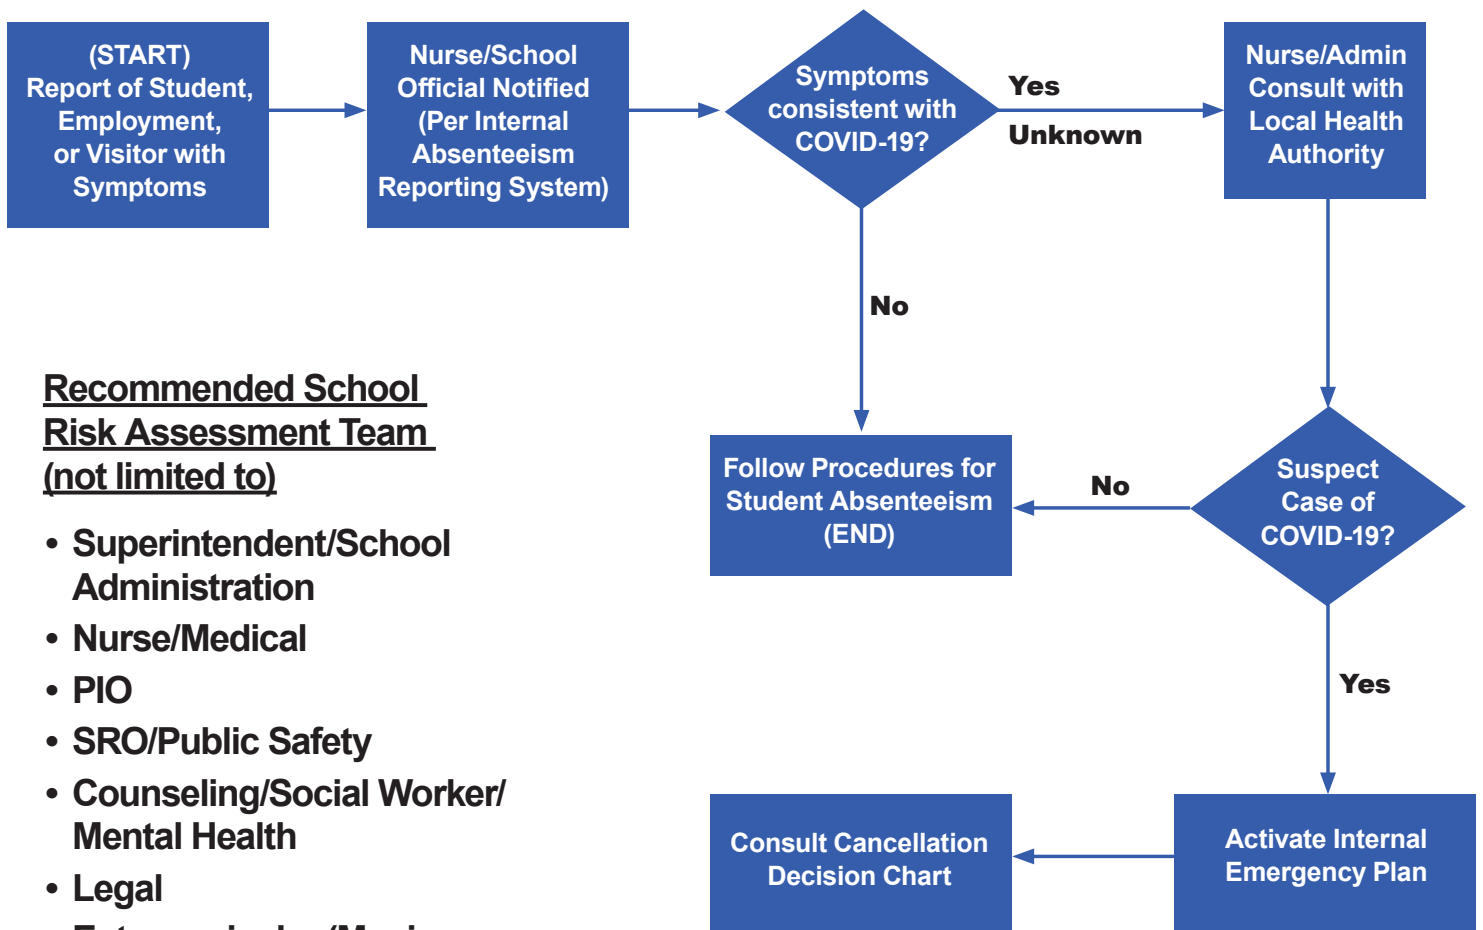 (START)
Report of Student,
Employment,
or Visitor with
Symptoms
Nurse/School
Official Notified
(Per Internal
Absenteeism
Reporting System)
Symptoms
consistent with
COVID-19?
Yes
Unknown
Nurse/Admin
Consult with
Local Health
Authority
No
Recommended School
Risk Assessment Team
(not limited to)
• Superintendent/School
Administration
• Nurse/Medical
• PIO
• SRO/Public Safety
• Counseling/Social Worker/
Mental Health
• Legal
Follow Procedures for
Student Absenteeism
(END)
No
Suspect
Case of
COVID-19?
Yes
Consult Cancellation
Decision Chart
Activate Internal
Emergency Plan